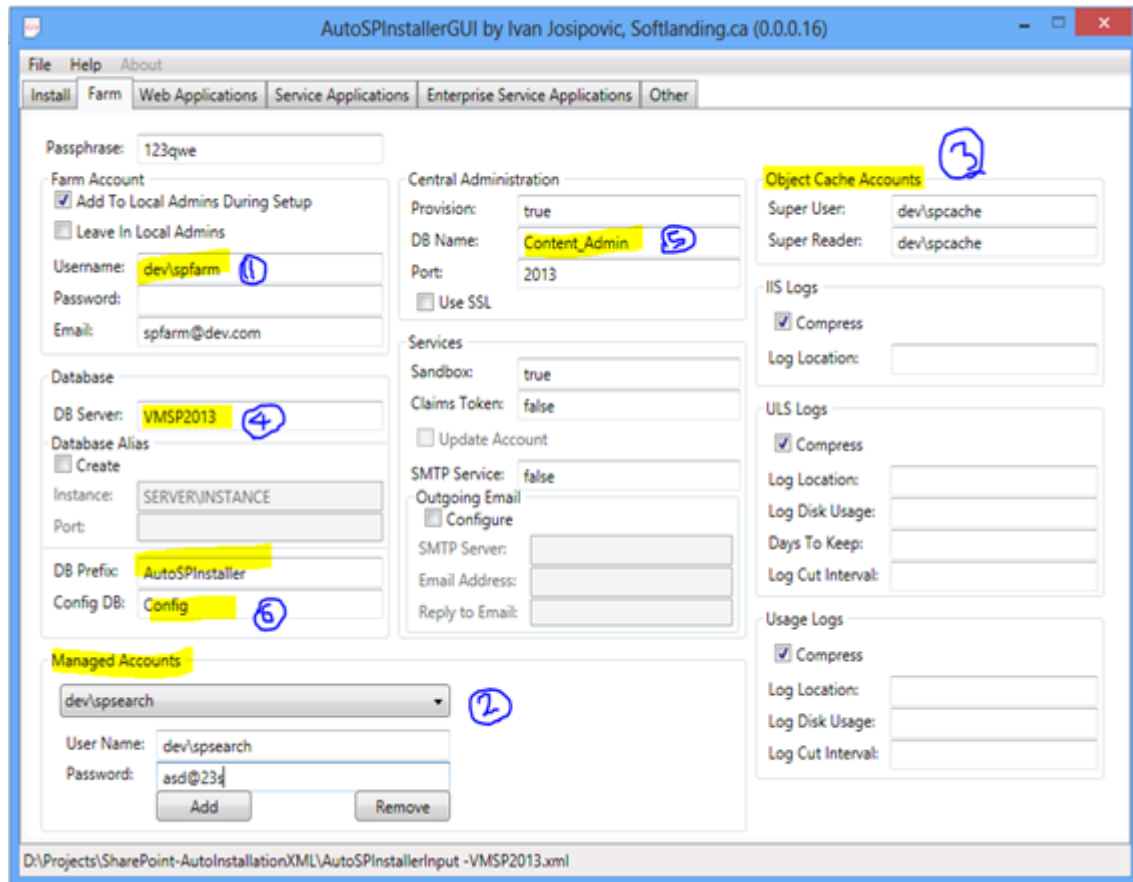 AutoSPInstallerGUI by Ivan Josipovic, Softlanding.ca (0.0.0.16)
File Help About
Install Farm Web Applications Service Applications Enterprise Service Applications Other
Passphrase: 123qwe
Farm Account
Add To Local Admins During Setup
Leave In Local Admins
Username: dev\spfarm 1
Password:
Email: spfarm@dev.com
Database
DB Server: VMSP2013 4
Database Alias
Create
Instance: SERVER\INSTANCE
Port:
DB Prefix: AutoSPInstaller
Config DB: Config 6
Managed Accounts
dev\spsearch 2
User Name: dev\spsearch
Password: asd@23s
Add Remove
Central Administration
Provision: true
DB Name: Content_Admin 5
Port: 2013
Use SSL
Services
Sandbox: true
Claims Token: false
Update Account
SMTP Service: false
Outgoing Email
Configure
SMTP Server:
Email Address:
Reply to Email:
3
Object Cache Accounts
Super User: dev\spcache
Super Reader: dev\spcache
IIS Logs
Compress
Log Location:
ULS Logs
Compress
Log Location:
Log Disk Usage:
Days To Keep:
Log Cut Interval:
Usage Logs
Compress
Log Location:
Log Disk Usage:
Log Cut Interval:
D:\Projects\SharePoint-AutoInstallationXML\AutoSPInstallerInput -VMSP2013.xml